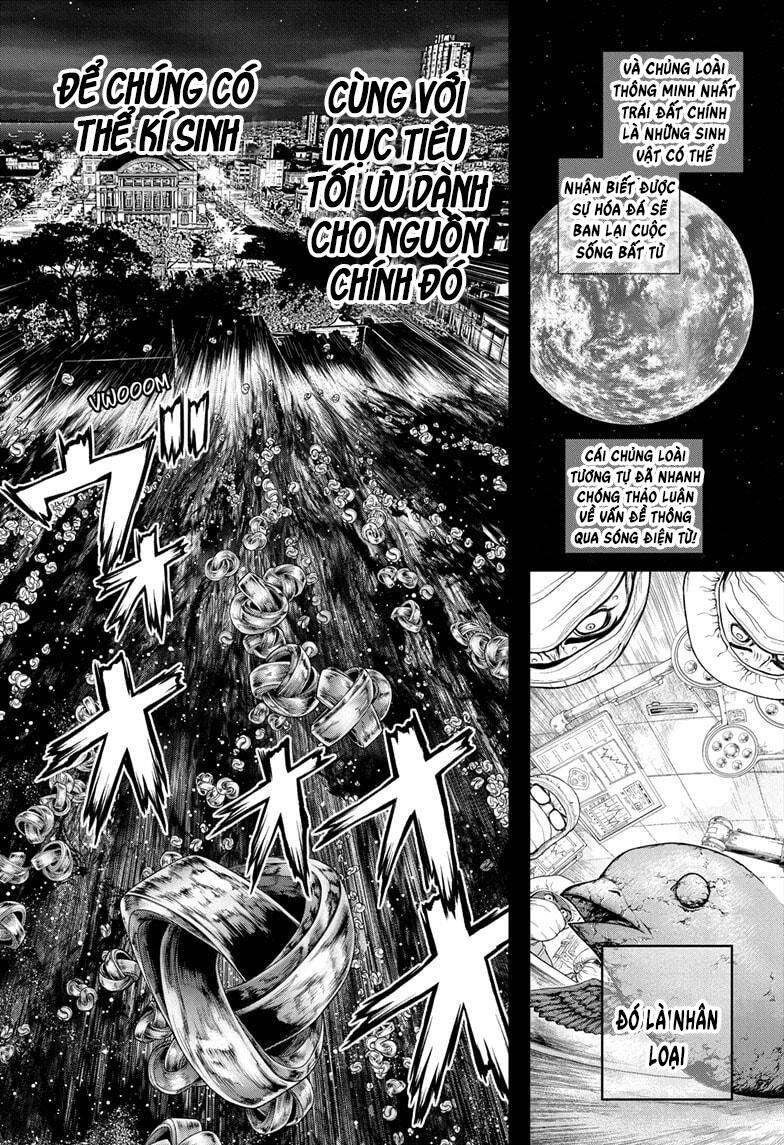 VÀ CHỦNG LOÀI
THÔNG MINH NHẤT
TRÁI ĐẤT CHÍNH
LÀ NHỮNG SINH
VẬT CÓ THỂ
NHẬN BIẾT ĐƯỢC
SỰ HÓA ĐÁ SẼ
BAN LẠI CUỘC
SỐNG BẤT TỬ
CÁI CHỦNG LOÀI
TƯƠNG TỰ ĐÃ NHANH
CHÓNG THẢO LUẬN
VỀ VẤN ĐỀ THÔNG
QUA SÓNG ĐIỆN TỪ!
ĐÓ LÀ NHÂN
LOẠI
CÙNG VỚI
MỤC TIÊU
TỐI ƯU DÀNH
CHO NGUỒN
CHÍNH ĐÓ
ĐỂ CHÚNG CÓ
THỂ KÍ SINH
VWOOOM